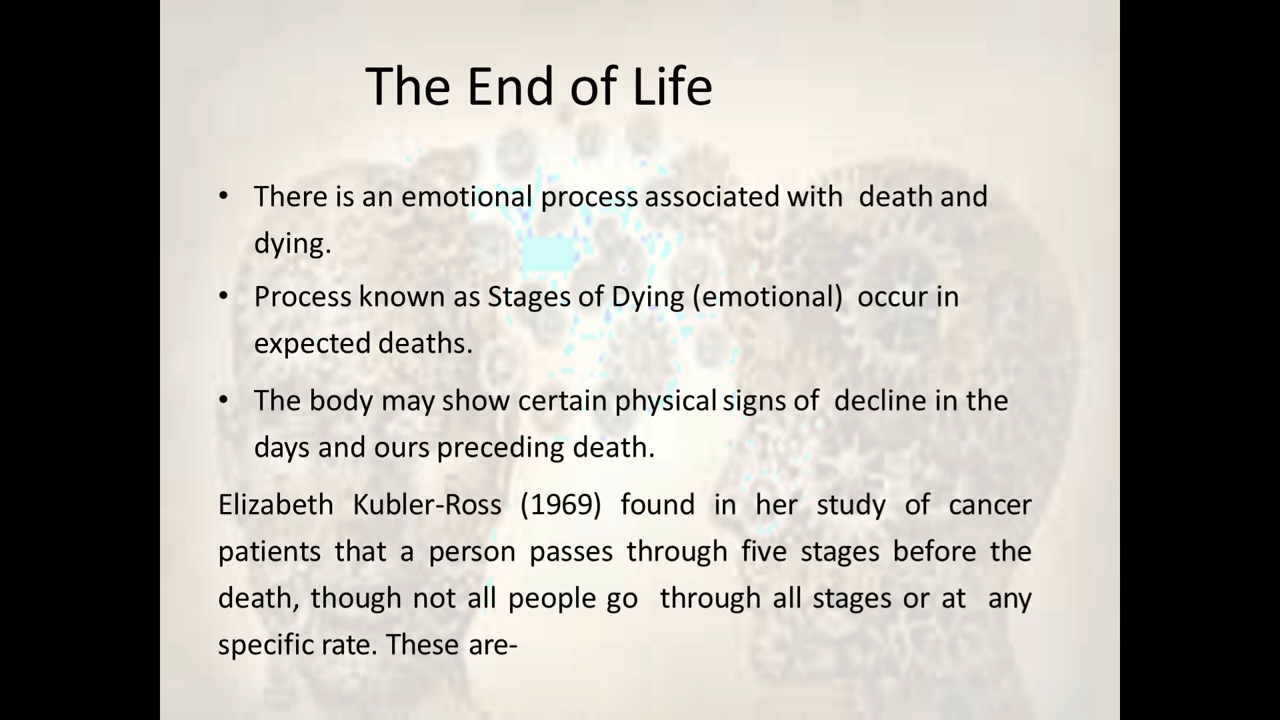 The End of Life
• There is an emotional process associated with death and
dying.
• Process known as Stages of Dying (emotional) occur in
expected deaths.
• The body may show certain physical signs of decline in the
days and ours preceding death.
Elizabeth Kubler-Ross (1969) found in her study of cancer
patients that a person passes through five stages before the
death, though not all people go through all stages or at any
specific rate. These are-